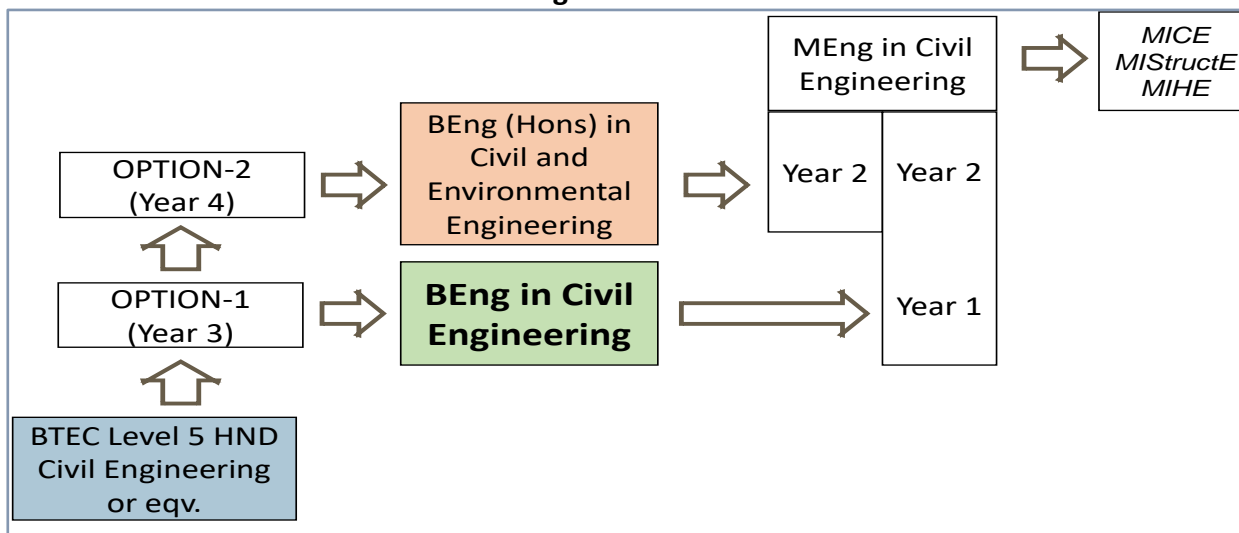 MEng in Civil
Engineering
MICE
MIStructE
MIHE
BEng (Hons) in
Civil and
Environmental
Engineering
OPTION-2
(Year 4)
Year 2
Year 2
OPTION-1
(Year 3)
BEng in Civil
Engineering
Year 1
BTEC Level 5 HND
Civil Engineering
or eqv.